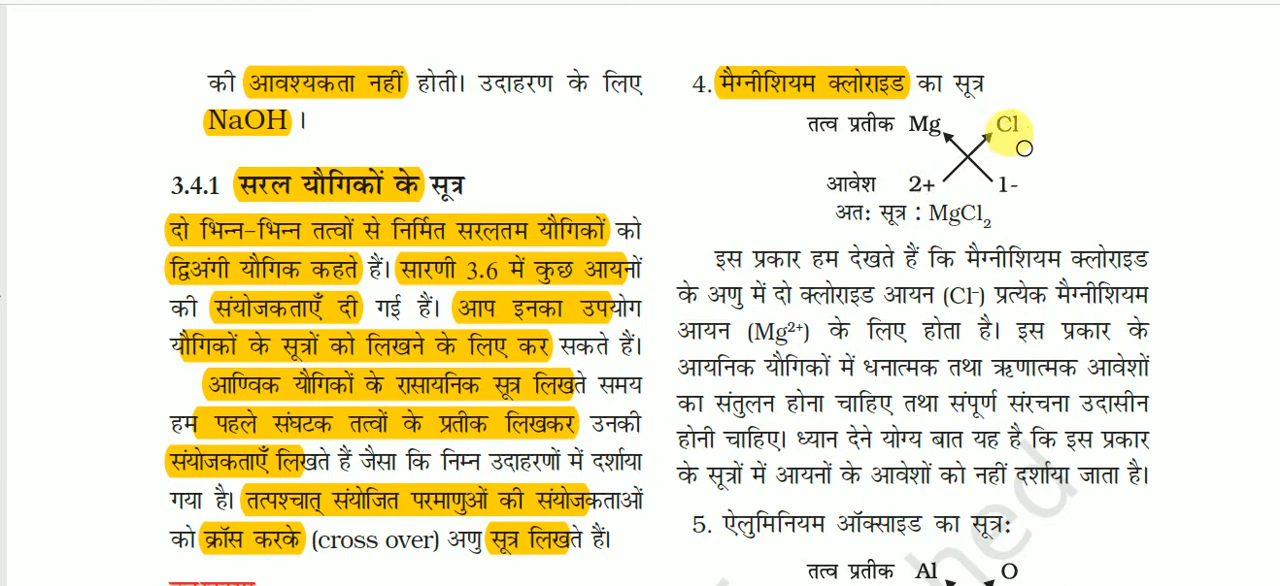 की आवश्यकता नहीं होती। उदाहरण के लिए
NaOH ।
3.4.1 सरल यौगिकों के सूत्र
दो भिन्न-भिन्न तत्वों से निर्मित सरलतम यौगिकों को
द्विअंगी यौगिक कहते हैं। सारणी 3.6 में कुछ आयनों
की संयोजकताएँ दी गई हैं। आप इनका उपयोग
यौगिकों के सूत्रों को लिखने के लिए कर सकते हैं।
आण्विक यौगिकों के रासायनिक सूत्र लिखते समय
हम पहले संघटक तत्वों के प्रतीक लिखकर उनकी
संयोजकताएँ लिखते हैं जैसा कि निम्न उदाहरणों में दर्शाया
गया है। तत्पश्चात् संयोजित परमाणुओं की संयोजकताओं
को क्रॉस करके (cross over) अणु सूत्र लिखते हैं।
4. मैग्नीशियम क्लोराइड का सूत्र
तत्व प्रतीक Mg Cl
आवेश 2+ 1-
अत: सूत्र : MgCl₂
इस प्रकार हम देखते हैं कि मैग्नीशियम क्लोराइड
के अणु में दो क्लोराइड आयन (Cl⁻) प्रत्येक मैग्नीशियम
आयन (Mg²⁺) के लिए होता है। इस प्रकार के
आयनिक यौगिकों में धनात्मक तथा ऋणात्मक आवेशों
का संतुलन होना चाहिए तथा संपूर्ण संरचना उदासीन
होनी चाहिए। ध्यान देने योग्य बात यह है कि इस प्रकार
के सूत्रों में आयनों के आवेशों को नहीं दर्शाया जाता है।
5. ऐलुमिनियम ऑक्साइड का सूत्र:
तत्व प्रतीक Al O